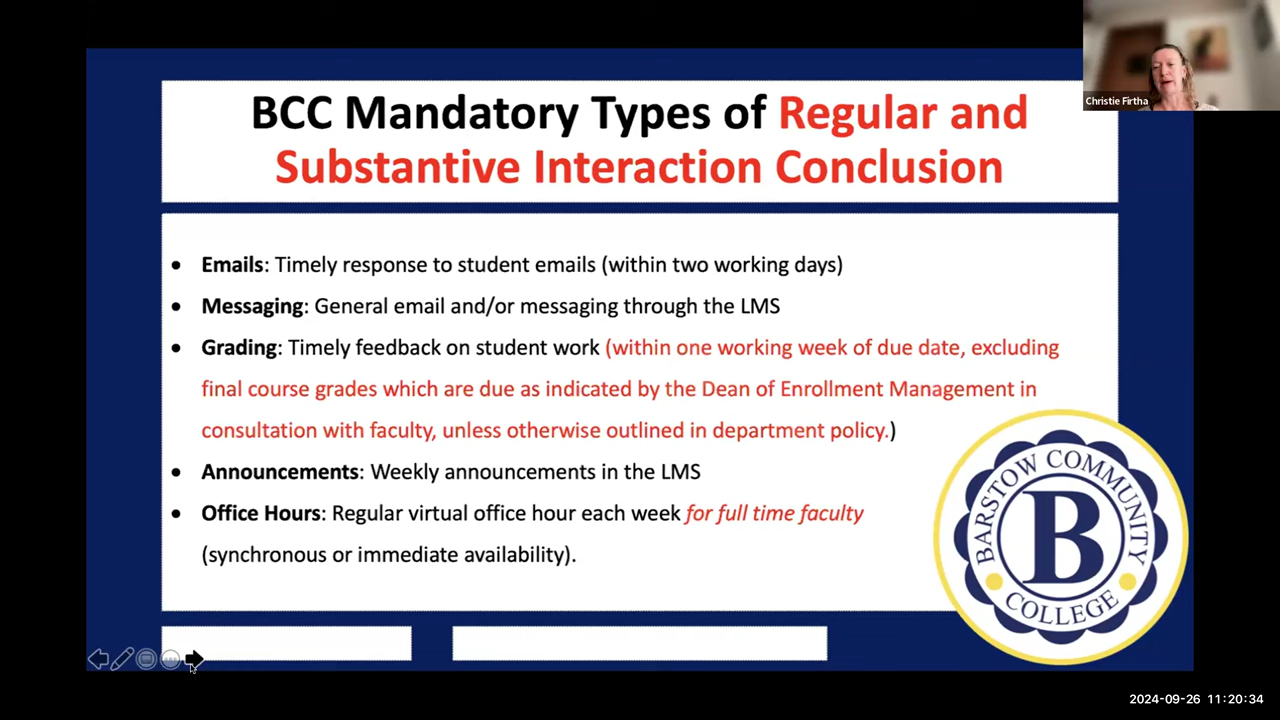 BCC Mandatory Types of Regular and
Substantive Interaction Conclusion
Christie Firtha
• Emails: Timely response to student emails (within two working days)
• Messaging: General email and/or messaging through the LMS
• Grading: Timely feedback on student work (within one working week of due date, excluding
final course grades which are due as indicated by the Dean of Enrollment Management in
consultation with faculty, unless otherwise outlined in department policy.)
• Announcements: Weekly announcements in the LMS
• Office Hours: Regular virtual office hour each week for full time faculty
(synchronous or immediate availability).
BARSTOW COMMUNITY
B
COLLEGE
2024-09-26 11:20:34